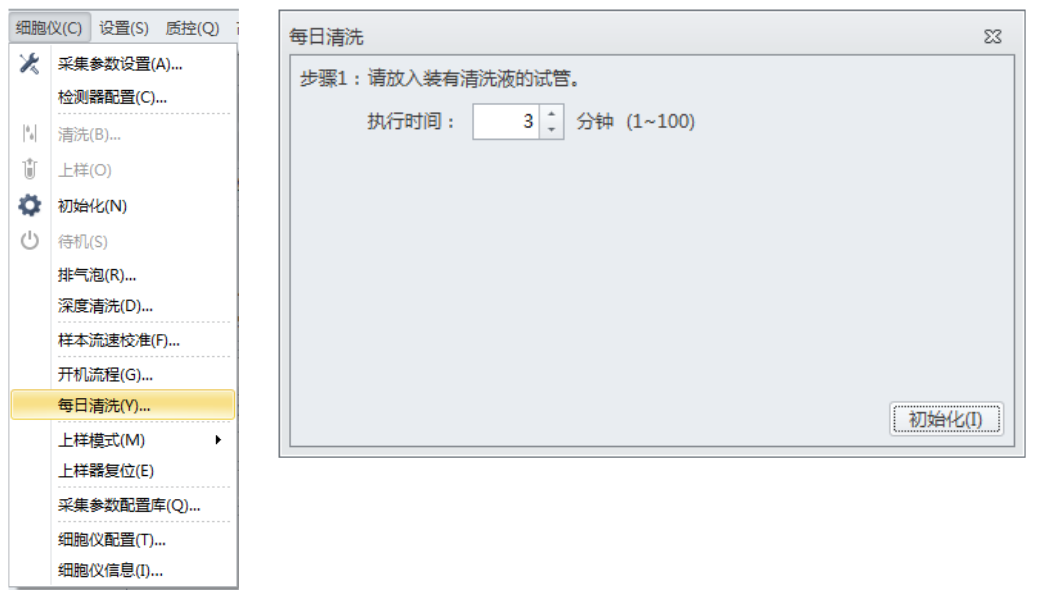 细胞仪(C) 设置(S) 质控(Q)
采集参数设置(A)...
检测器配置(C)...
清洗(B)...
上样(O)
初始化(N)
待机(S)
排气泡(R)...
深度清洗(D)...
样本流速校准(F)...
开机流程(G)...
每日清洗(Y)...
上样模式(M)
上样器复位(E)
采集参数配置库(Q)...
细胞仪配置(T)...
细胞仪信息(I)...
每日清洗
步骤1：请放入装有清洗液的试管。
执行时间： 3 分钟 (1~100)
初始化(I)